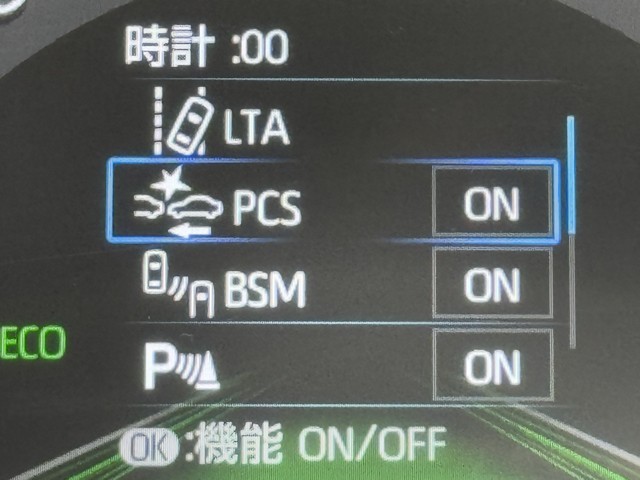 時計 :00
LTA
PCS ON
BSM ON
P ON
ECO
OK :機能 ON/OFF